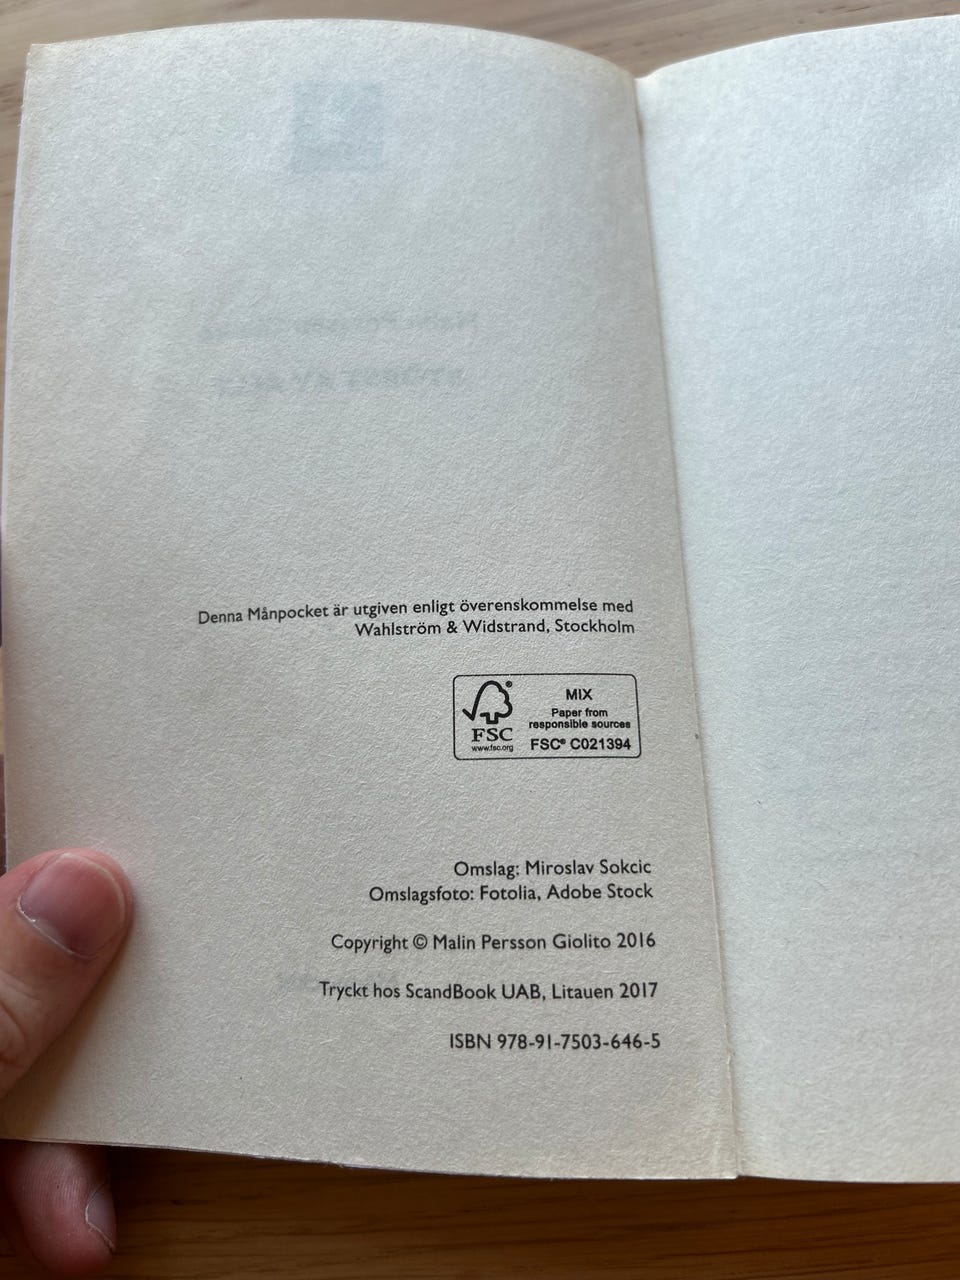 Denna Månpocket är utgiven enligt överenskommelse med
Wahlström & Widstrand, Stockholm
FSC®
www.fsc.org
MIX
Paper from
responsible sources
FSC® C021394
Omslag: Miroslav Sokcic
Omslagsfoto: Fotolia, Adobe Stock
Copyright © Malin Persson Giolito 2016
Tryckt hos ScandBook UAB, Litauen 2017
ISBN 978-91-7503-646-5